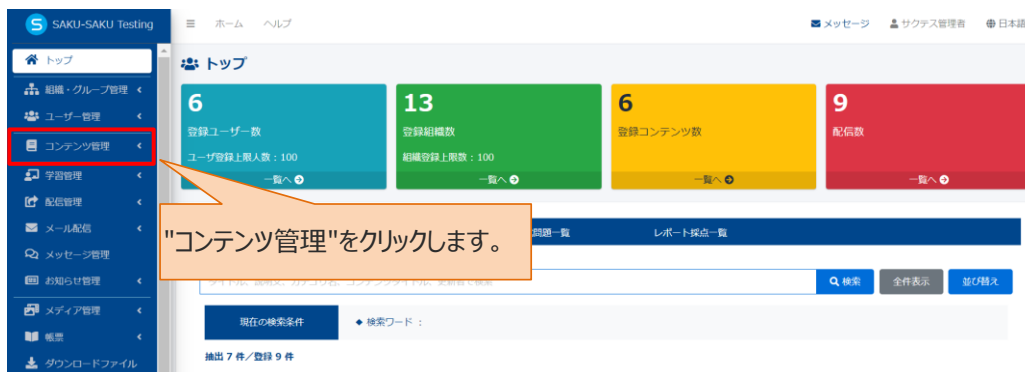 S SAKU-SAKU Testing
ホーム ヘルプ
メッセージ サクテス管理者 日本語
トップ
組織・グループ管理
ユーザー管理
コンテンツ管理
学習管理
配信管理
メール配信
メッセージ管理
お知らせ管理
メディア管理
帳票
ダウンロードファイル
トップ
6
登録ユーザー数
ユーザ登録上限人数：100
一覧へ
13
登録組織数
組織登録上限数：100
一覧へ
6
登録コンテンツ数
一覧へ
9
配信数
一覧へ
"コンテンツ管理"をクリックします。
問題一覧 レポート採点一覧
検索 全件表示 並び替え
現在の検索条件 ◆ 検索ワード ：
抽出 7 件／登録 9 件